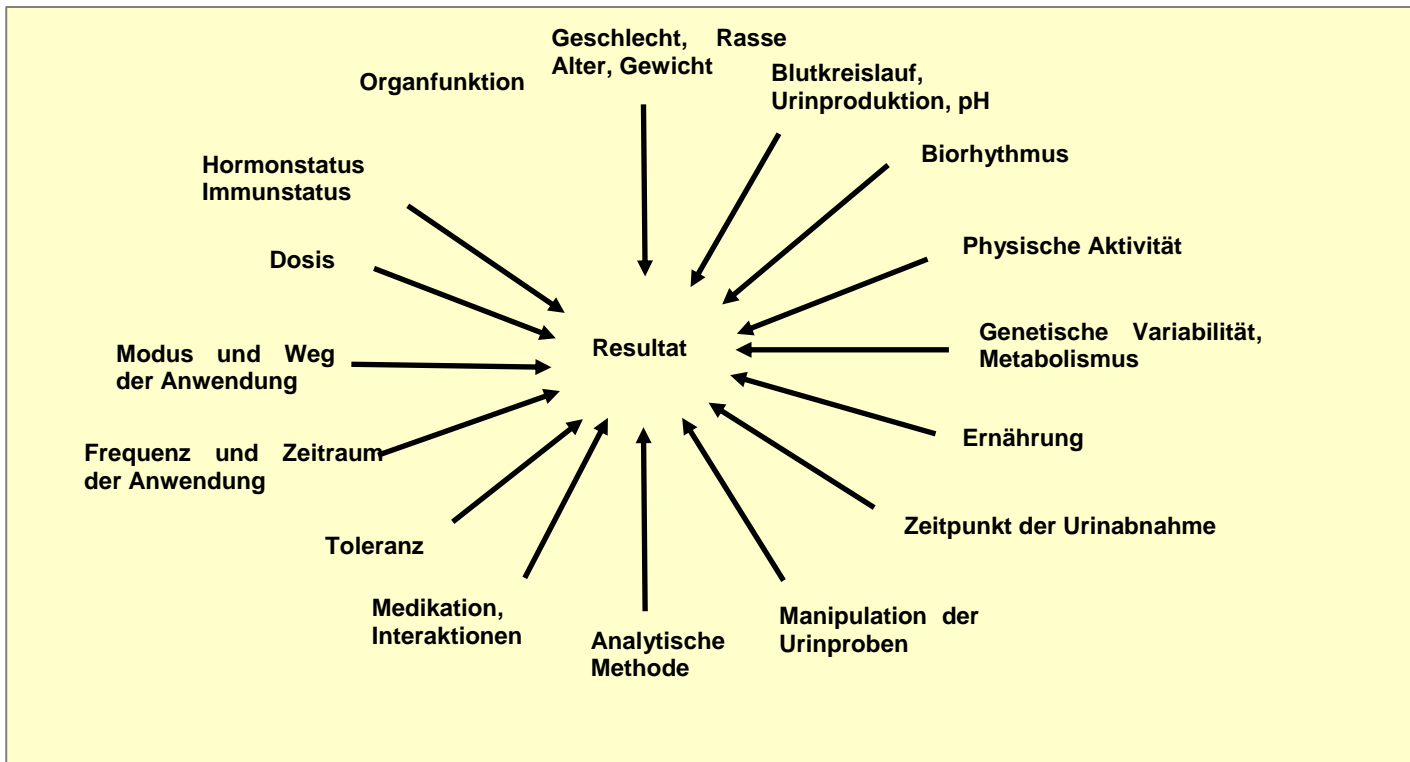 Geschlecht, Rasse
Alter, Gewicht
Organfunktion
Blutkreislauf,
Urinproduktion, pH
Biorhythmus
Hormonstatus
Immunstatus
Physische Aktivität
Dosis
Genetische Variabilität,
Metabolismus
Resultat
Modus und Weg
der Anwendung
Ernährung
Frequenz und Zeitraum
der Anwendung
Zeitpunkt der Urinabnahme
Toleranz
Medikation,
Interaktionen
Analytische
Methode
Manipulation der
Urinproben